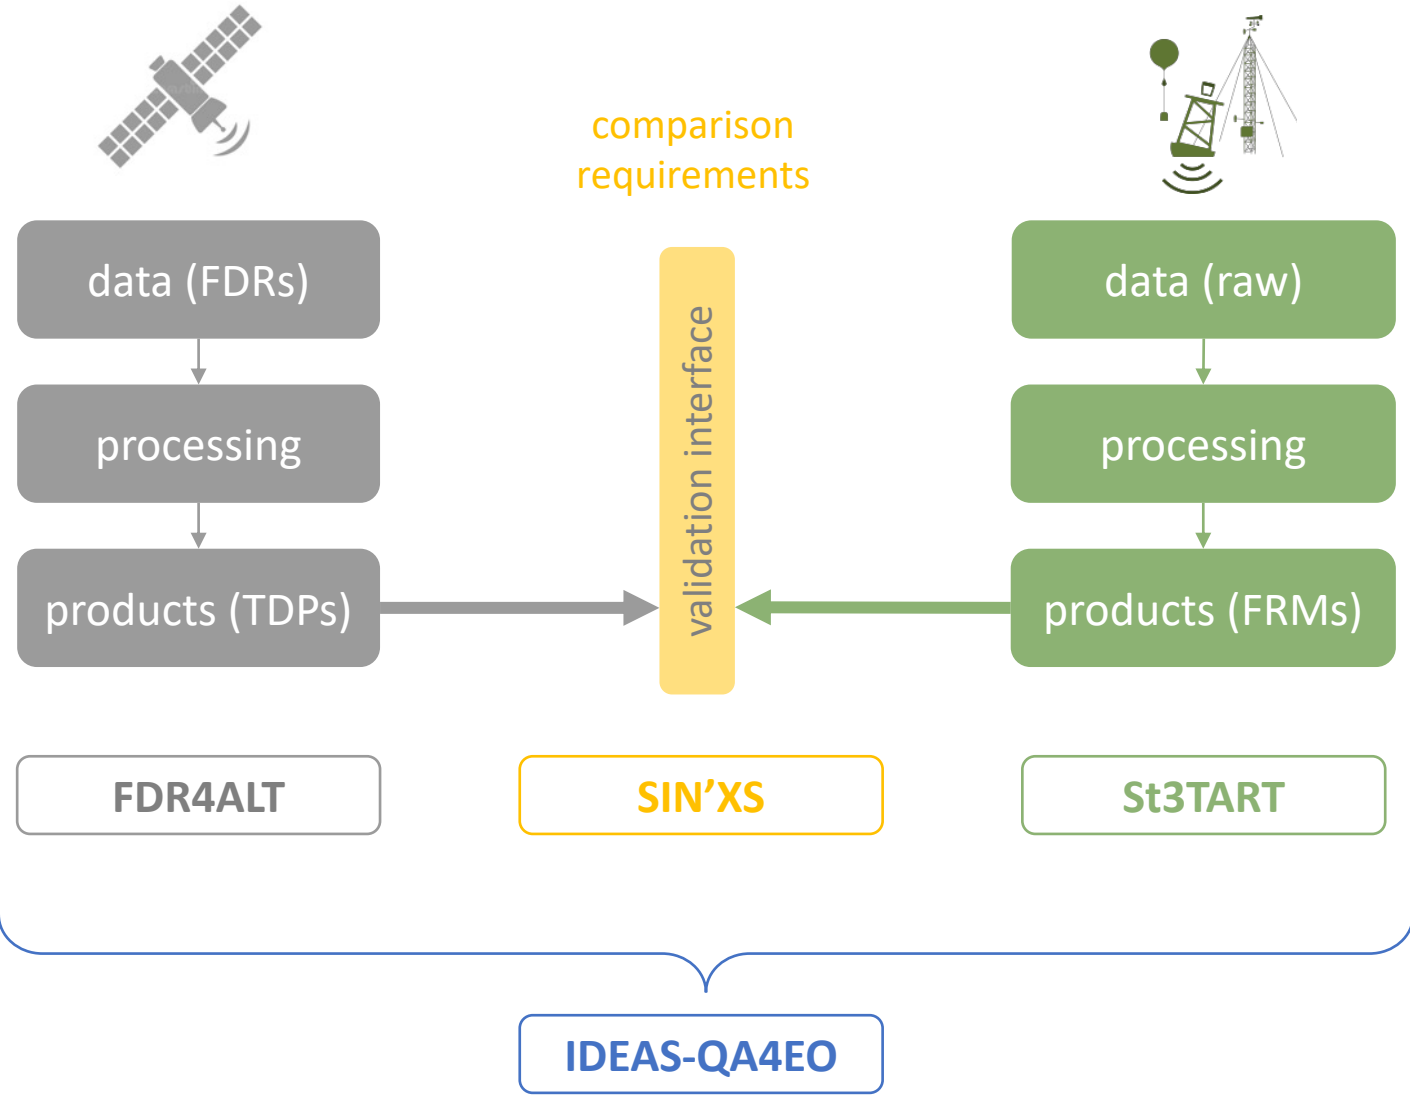 comparison
requirements
data (FDRs)
processing
products (TDPs)
validation interface
data (raw)
processing
products (FRMs)
FDR4ALT
SIN’XS
St3TART
IDEAS-QA4EO